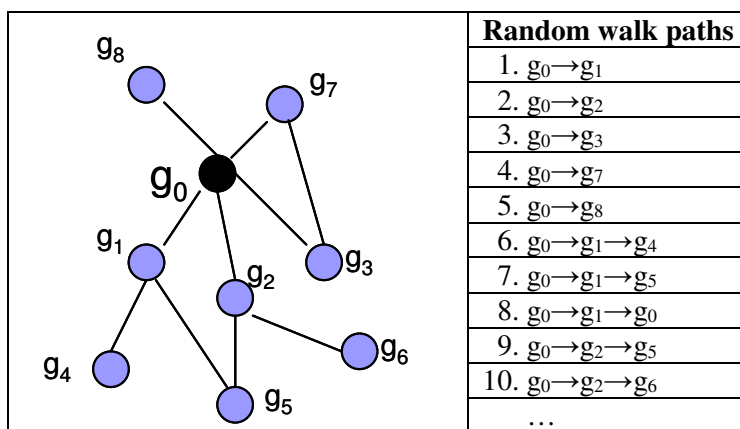 g₈
g₇
g₀
g₁
g₂
g₃
g₄
g₅
g₆
Random walk paths
1. g₀→g₁
2. g₀→g₂
3. g₀→g₃
4. g₀→g₇
5. g₀→g₈
6. g₀→g₁→g₄
7. g₀→g₁→g₅
8. g₀→g₁→g₀
9. g₀→g₂→g₅
10. g₀→g₂→g₆
…